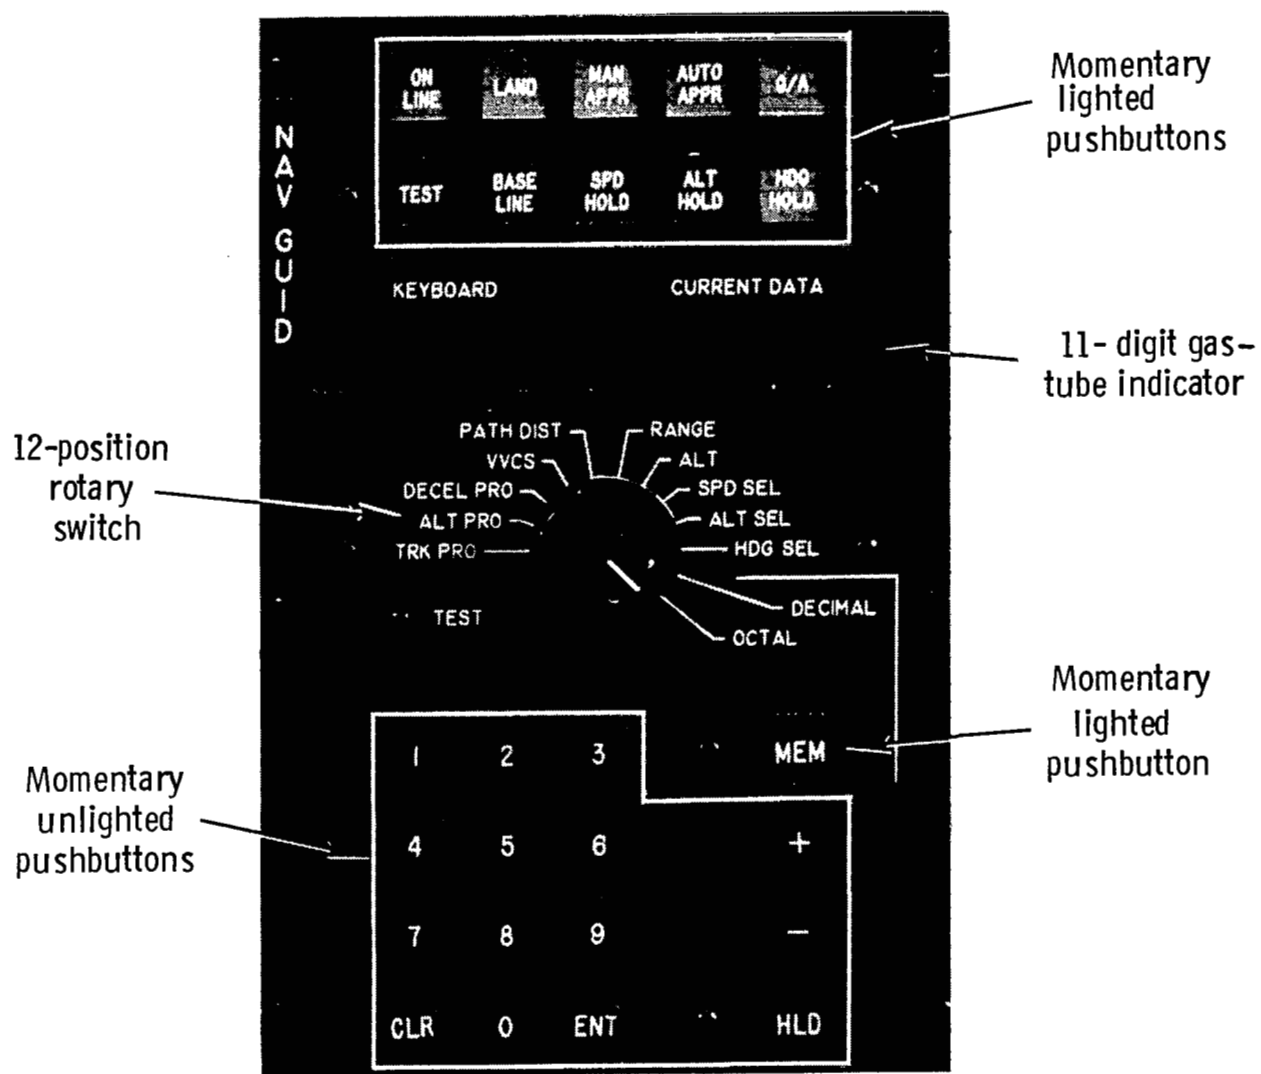 ON
LINE
LAND
MAN
APPR
AUTO
APPR
G/A
TEST
BASE
LINE
SPD
HOLD
ALT
HOLD
HDG
HOLD
Momentary
lighted
pushbuttons
NAV GUID
KEYBOARD
CURRENT DATA
11- digit gas-
tube indicator
12-position
rotary
switch
PATH DIST
RANGE
VVCS
ALT
DECEL PRO
SPD SEL
ALT PRO
ALT SEL
TRK PRO
HDG SEL
DECIMAL
TEST
OCTAL
Momentary
lighted
pushbutton
Momentary
unlighted
pushbuttons
1 2 3 MEM
4 5 6 +
7 8 9 −
CLR 0 ENT HLD